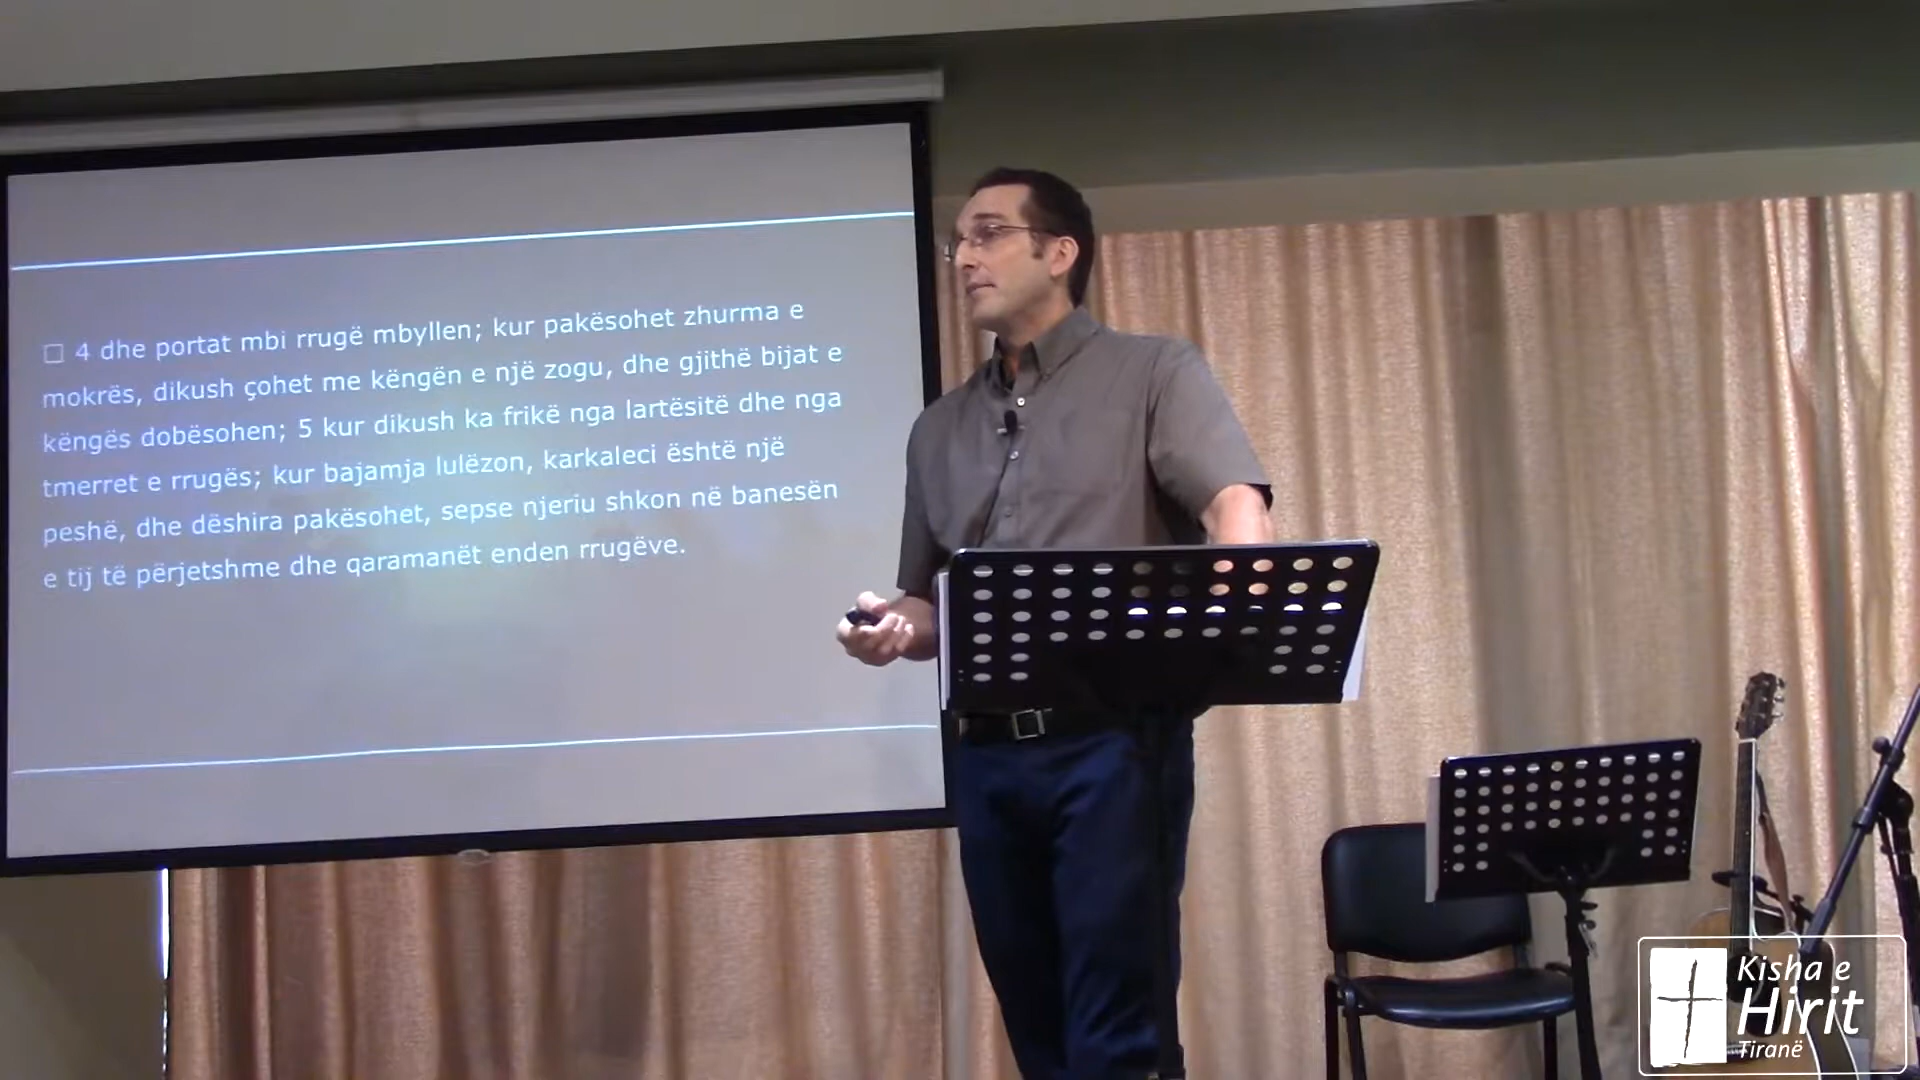 ☐ 4 dhe portat mbi rrugë mbyllen; kur pakësohet zhurma e
mokrës, dikush çohet me këngën e një zogu, dhe gjithë bijat e
këngës dobësohen; 5 kur dikush ka frikë nga lartësitë dhe nga
tmerret e rrugës; kur bajamja lulëzon, karkaleci është një
peshë, dhe dëshira pakësohet, sepse njeriu shkon në banesën
e tij të përjetshme dhe qaramanët enden rrugëve.
Kisha e
Hirit
Tiranë